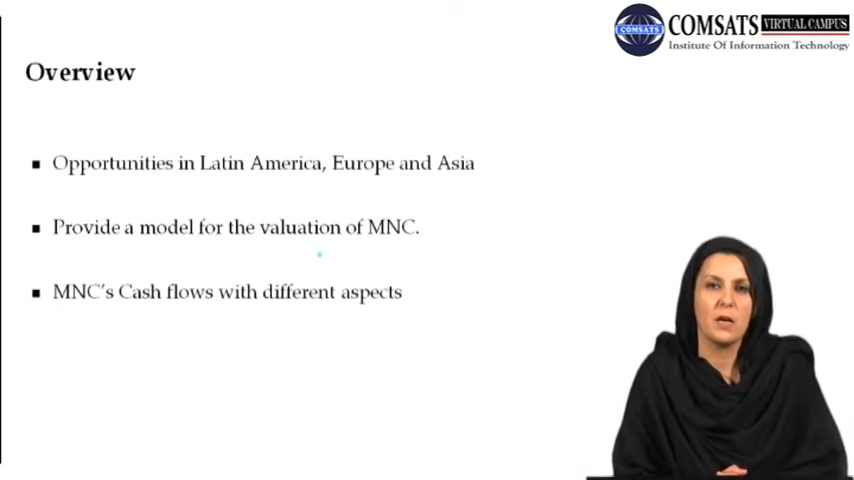 COMSATS
COMSATS VIRTUAL CAMPUS
Institute Of Information Technology
Overview
▪ Opportunities in Latin America, Europe and Asia
▪ Provide a model for the valuation of MNC.
▪ MNC's Cash flows with different aspects